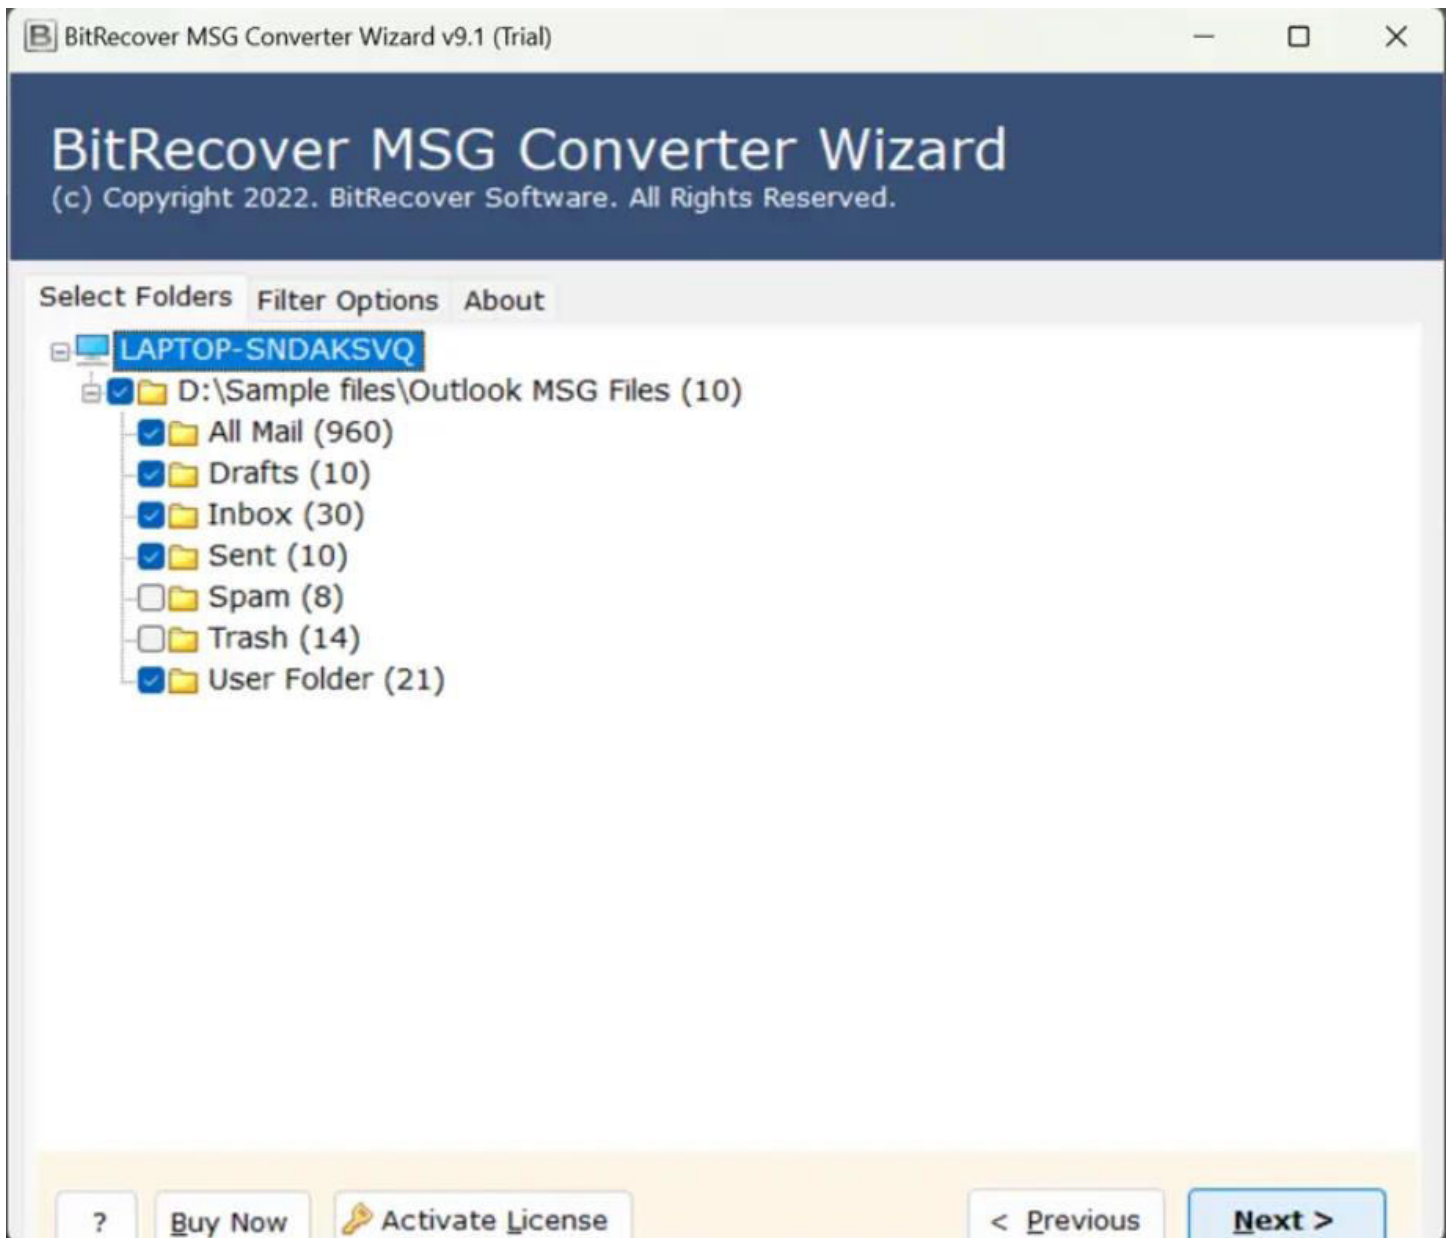 BitRecover MSG Converter Wizard v9.1 (Trial)
BitRecover MSG Converter Wizard
(c) Copyright 2022. BitRecover Software. All Rights Reserved.
Select Folders Filter Options About
LAPTOP-SNDAKSVQ
D:\Sample files\Outlook MSG Files (10)
All Mail (960)
Drafts (10)
Inbox (30)
Sent (10)
Spam (8)
Trash (14)
User Folder (21)
? Buy Now Activate License < Previous Next >